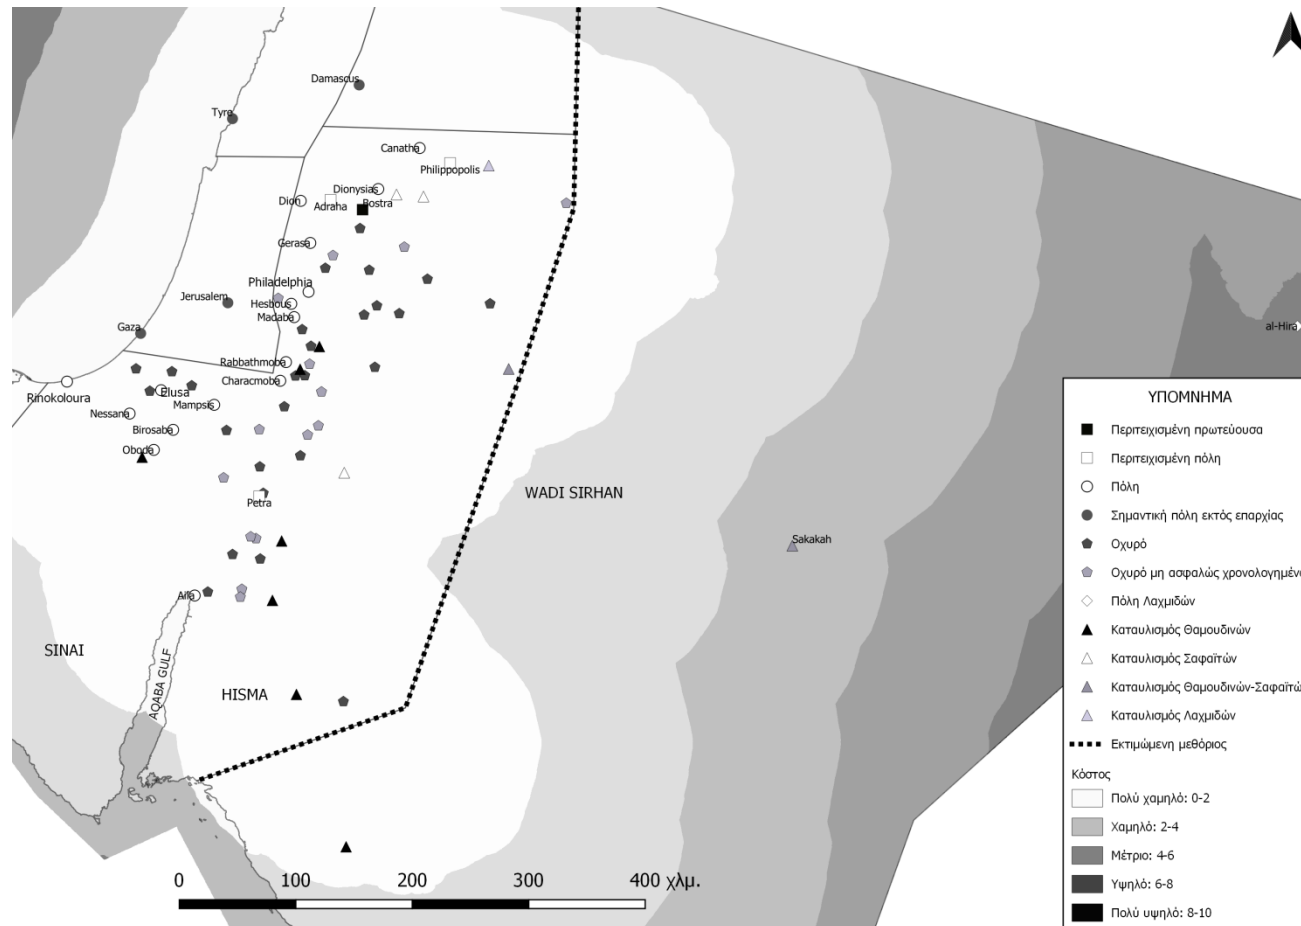 Damascus
Tyre
Canatha
Philippopolis
Dionysias
Dion
Adraha
Bostra
Gerasa
Philadelphia
Jerusalem
Hesbous
al-Hira
Madaba
Gaza
Rabbathmoba
Characmoba
Rinokoloura
Elusa
Mampsis
Nessana
Birosaba
Oboda
WADI SIRHAN
Petra
Sakakah
Aila
SINAI
AQABA GULF
HISMA
0 100 200 300 400 χλμ.
ΥΠΟΜΝΗΜΑ
Περιτειχισμένη πρωτεύουσα
Περιτειχισμένη πόλη
Πόλη
Σημαντική πόλη εκτός επαρχίας
Οχυρό
Οχυρό μη ασφαλώς χρονολογημένο
Πόλη Λαχμιδών
Καταυλισμός Θαμουδινών
Καταυλισμός Σαφαϊτών
Καταυλισμός Θαμουδινών-Σαφαϊτώ
Καταυλισμός Λαχμιδών
Εκτιμώμενη μεθόριος
Κόστος
Πολύ χαμηλό: 0-2
Χαμηλό: 2-4
Μέτριο: 4-6
Υψηλό: 6-8
Πολύ υψηλό: 8-10